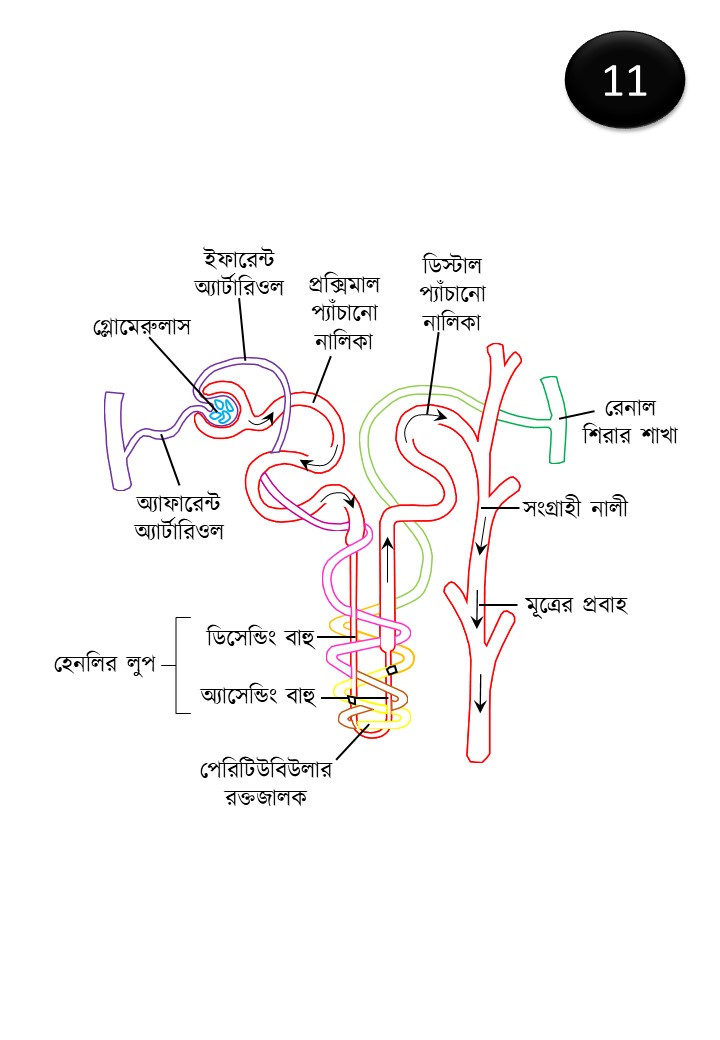 11
ইফারেন্ট
অ্যার্টারিওল
প্রক্সিমাল
প্যাঁচানো
নালিকা
ডিস্টাল
প্যাঁচানো
নালিকা
গ্লোমেরুলাস
রেনাল
শিরার শাখা
অ্যাফারেন্ট
অ্যার্টারিওল
সংগ্রাহী নালী
মূত্রের প্রবাহ
ডিসেন্ডিং বাহু
হেনলির লুপ
অ্যাসেন্ডিং বাহু
পেরিটিউবিউলার
রক্তজালক